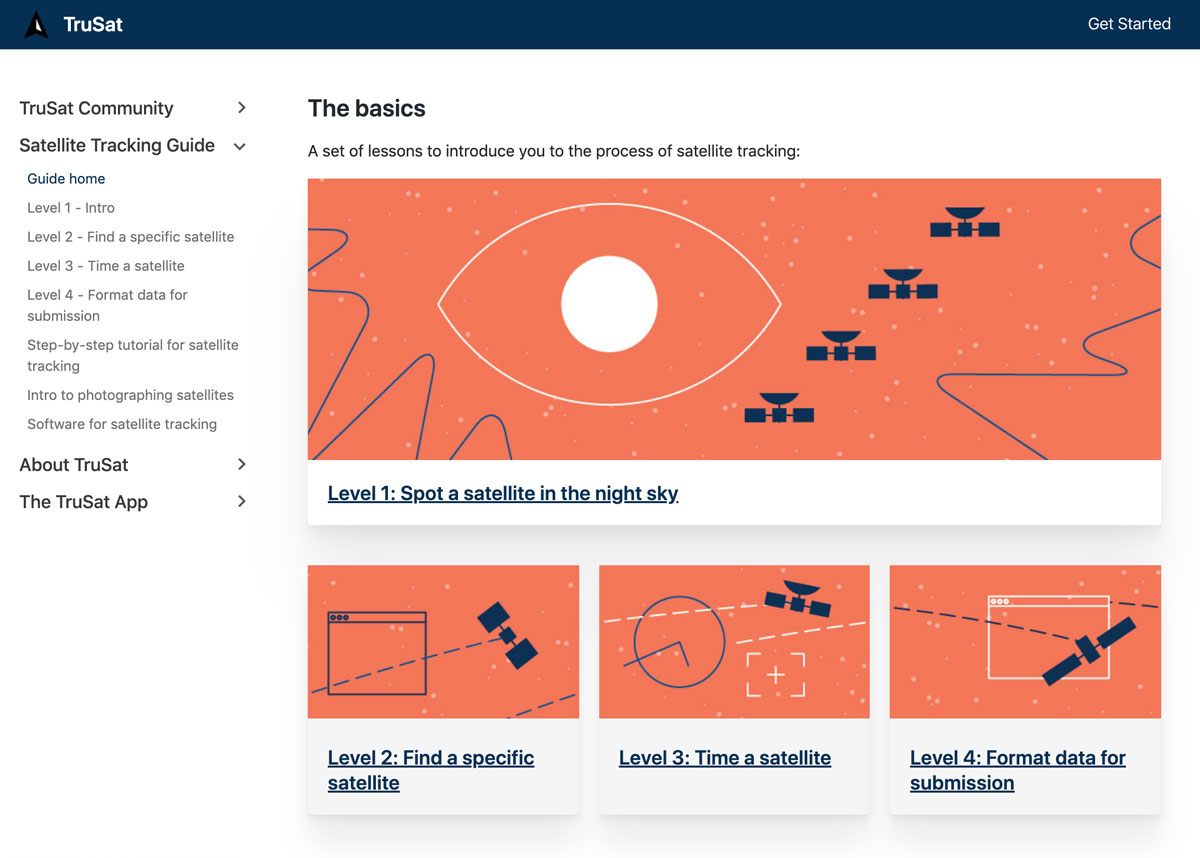 TruSat
Get Started
TruSat Community
Satellite Tracking Guide
Guide home
Level 1 - Intro
Level 2 - Find a specific satellite
Level 3 - Time a satellite
Level 4 - Format data for
submission
Step-by-step tutorial for satellite
tracking
Intro to photographing satellites
Software for satellite tracking
About TruSat
The TruSat App
The basics
A set of lessons to introduce you to the process of satellite tracking:
Level 1: Spot a satellite in the night sky
Level 2: Find a specific
satellite
Level 3: Time a satellite
Level 4: Format data for
submission